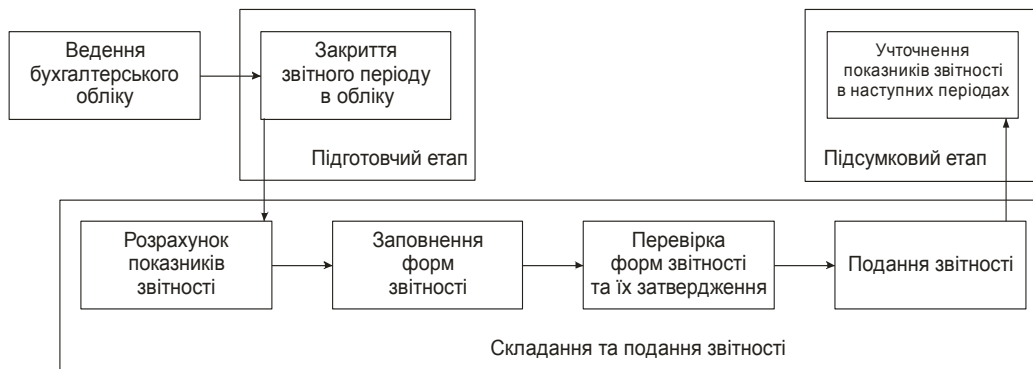 Ведення
бухгалтерського
обліку
Закриття
звітного періоду
в обліку
Підготовчий етап
Учточнення
показників звітності
в наступних періодах
Підсумковий етап
Розрахунок
показників
звітності
Заповнення
форм
звітності
Перевірка
форм звітності
та їх затвердження
Подання звітності
Складання та подання звітності